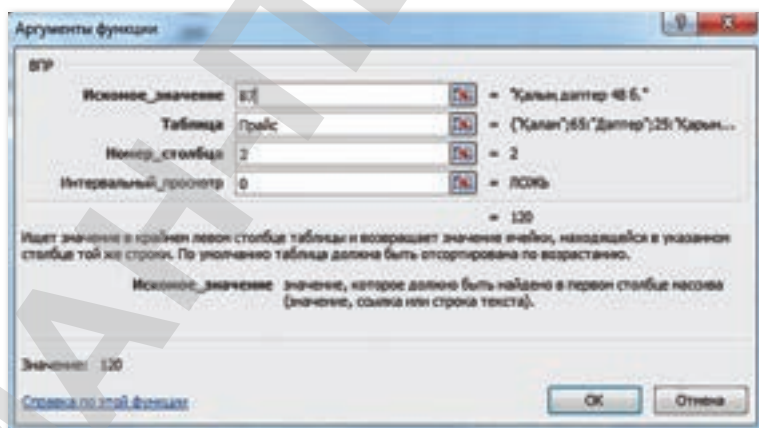 Аргументы функции
ВПР
Искомое_значение B7 = "Қалың дәптер 48 б."
Таблица Прайс = {"Қалам";65:"Дәптер";25:"Қарын...
Номер_столбца 2 = 2
Интервальный_просмотр 0 = ЛОЖЬ
= 120
Ищет значение в крайнем левом столбце таблицы и возвращает значение ячейки, находящейся в указанном
столбце той же строки. По умолчанию таблица должна быть отсортирована по возрастанию.
Искомое_значение значение, которое должно быть найдено в первом столбце массива
(значение, ссылка или строка текста).
Значение: 120
Справка по этой функции
ОК Отмена